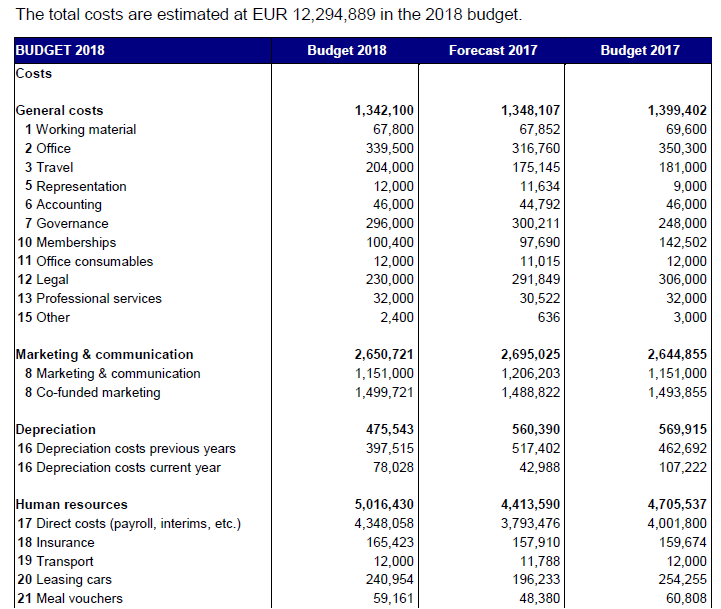 The total costs are estimated at EUR 12,294,889 in the 2018 budget.
BUDGET 2018 Budget 2018 Forecast 2017 Budget 2017
Costs
General costs 1,342,100 1,348,107 1,399,402
1 Working material 67,800 67,852 69,600
2 Office 339,500 316,760 350,300
3 Travel 204,000 175,145 181,000
5 Representation 12,000 11,634 9,000
6 Accounting 46,000 44,792 46,000
7 Governance 296,000 300,211 248,000
10 Memberships 100,400 97,690 142,502
11 Office consumables 12,000 11,015 12,000
12 Legal 230,000 291,849 306,000
13 Professional services 32,000 30,522 32,000
15 Other 2,400 636 3,000
Marketing & communication 2,650,721 2,695,025 2,644,855
8 Marketing & communication 1,151,000 1,206,203 1,151,000
8 Co-funded marketing 1,499,721 1,488,822 1,493,855
Depreciation 475,543 560,390 569,915
16 Depreciation costs previous years 397,515 517,402 462,692
16 Depreciation costs current year 78,028 42,988 107,222
Human resources 5,016,430 4,413,590 4,705,537
17 Direct costs (payroll, interims, etc.) 4,348,058 3,793,476 4,001,800
18 Insurance 165,423 157,910 159,674
19 Transport 12,000 11,788 12,000
20 Leasing cars 240,954 196,233 254,255
21 Meal vouchers 59,161 48,380 60,808